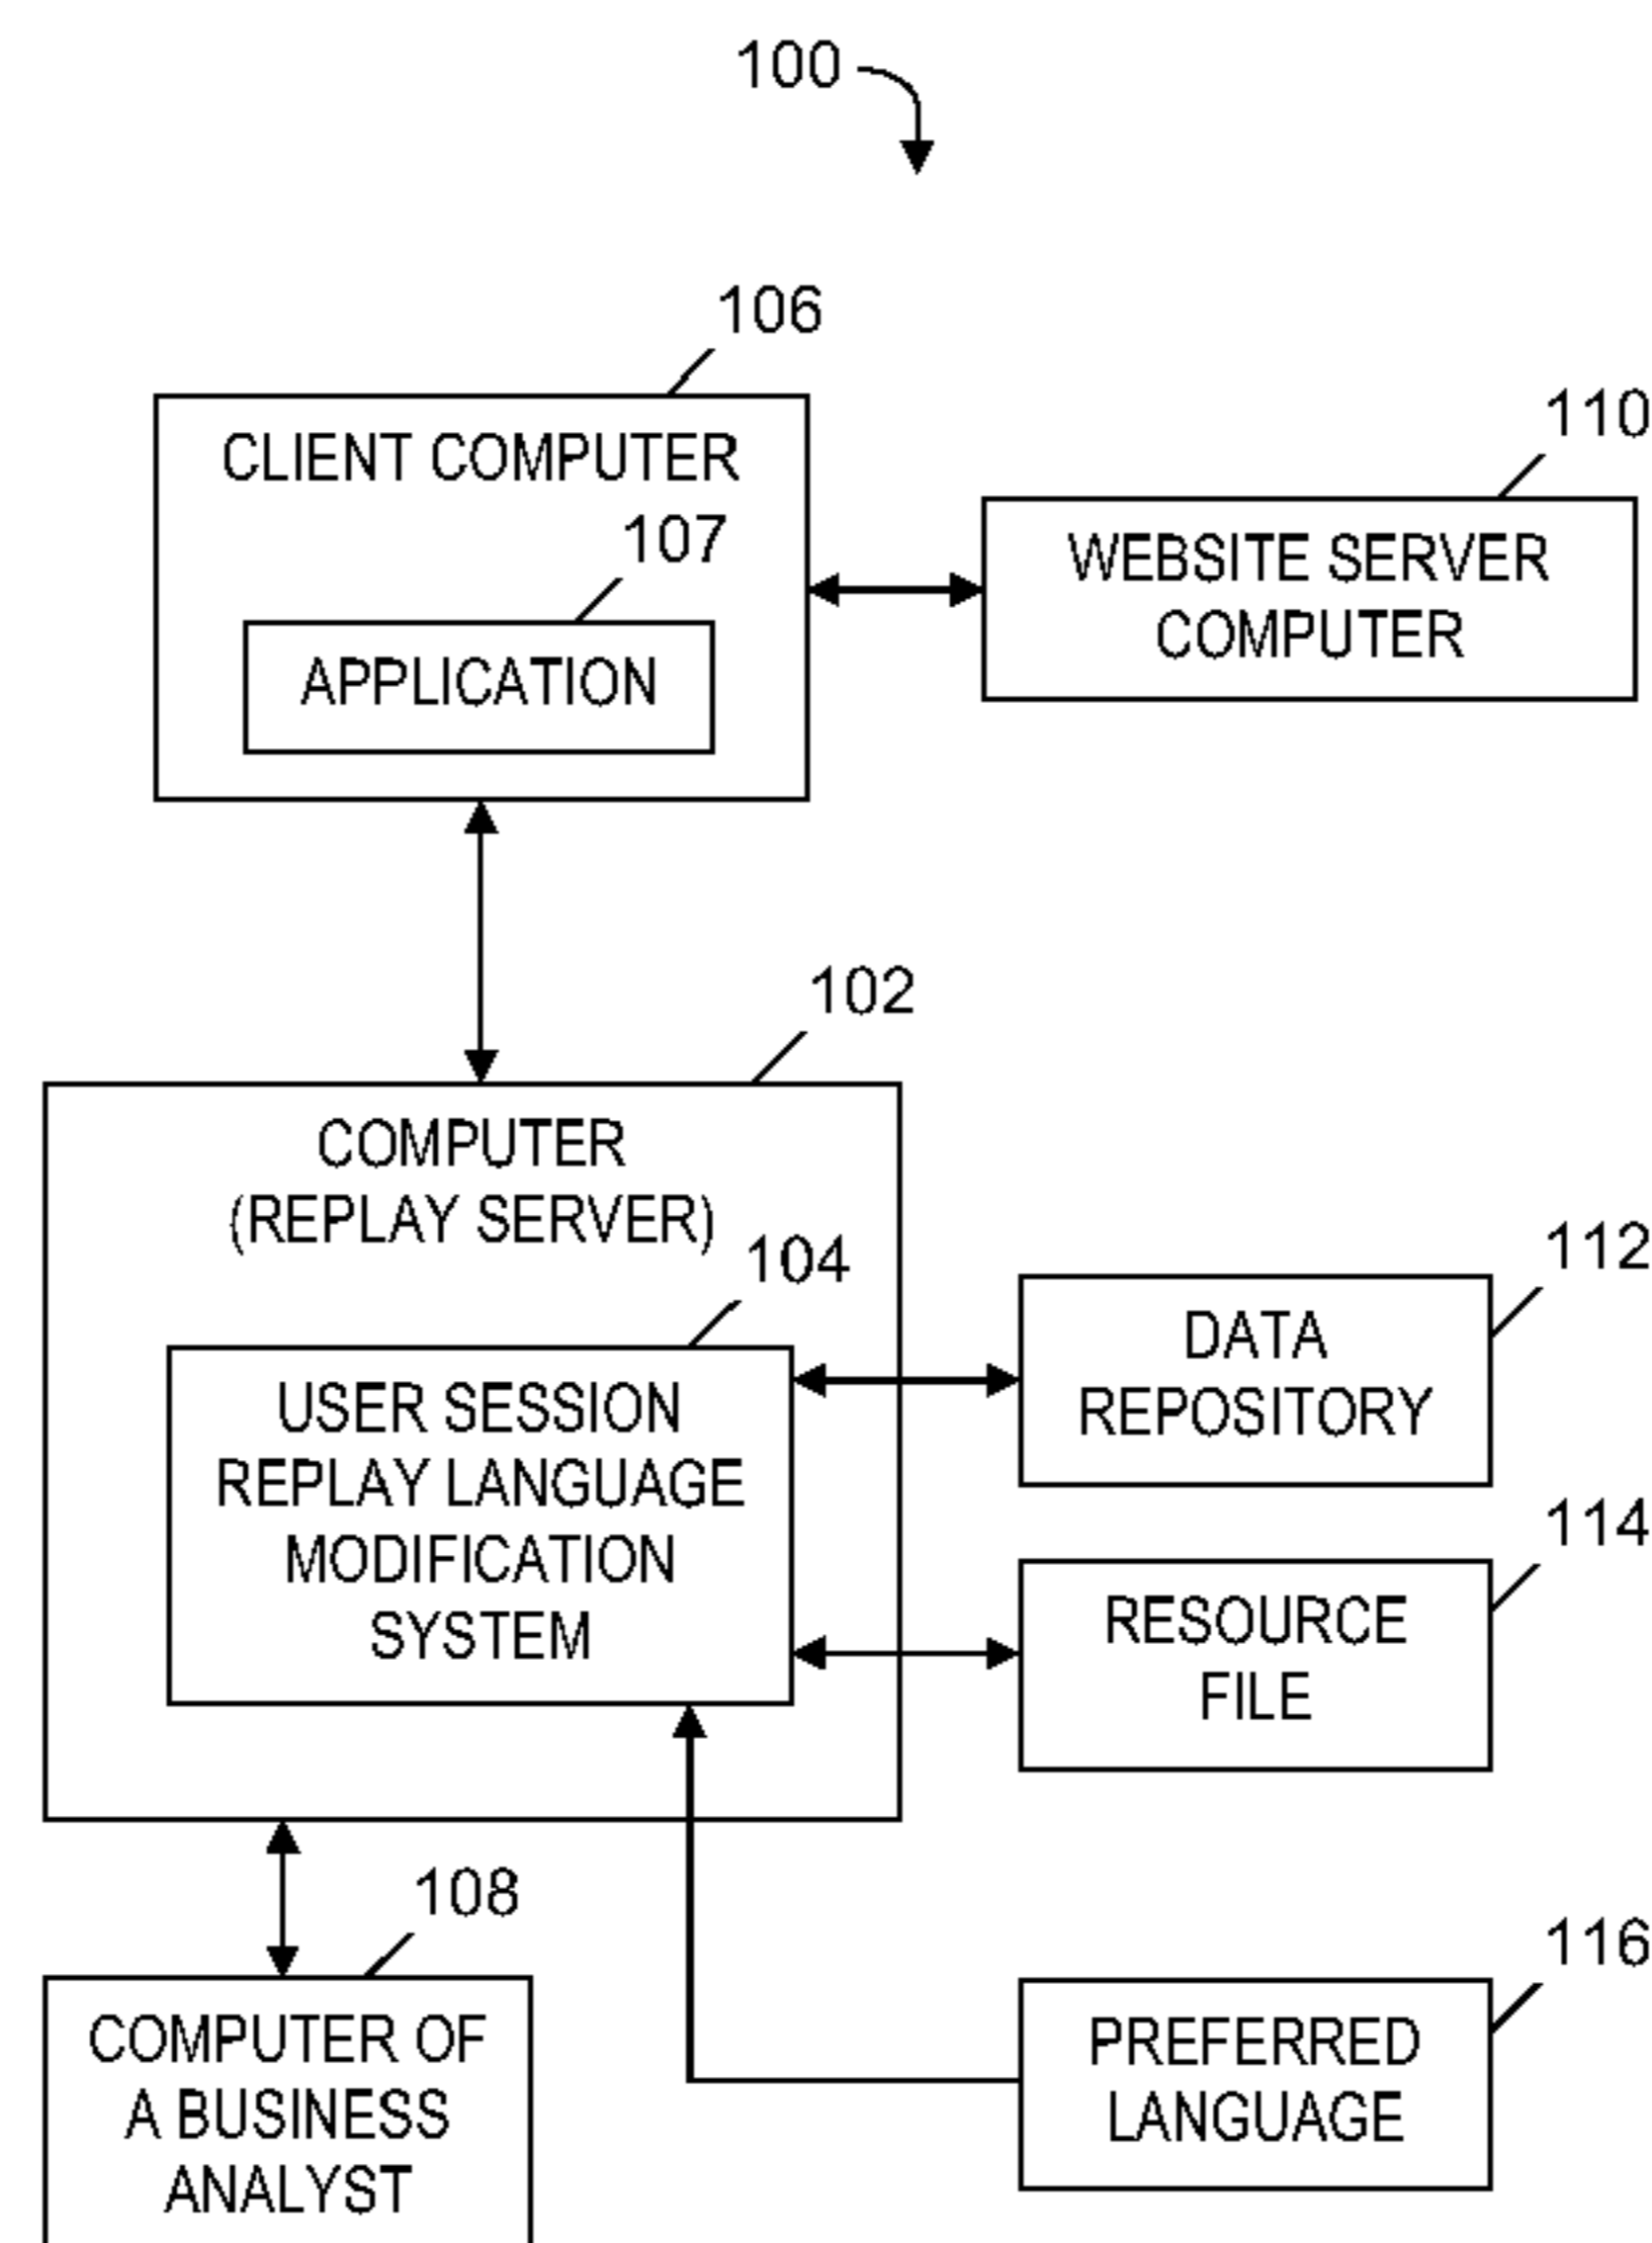 100
106
CLIENT COMPUTER
107
APPLICATION
110
WEBSITE SERVER
COMPUTER
102
COMPUTER
(REPLAY SERVER)
104
USER SESSION
REPLAY LANGUAGE
MODIFICATION
SYSTEM
112
DATA
REPOSITORY
114
RESOURCE
FILE
108
COMPUTER OF
A BUSINESS
ANALYST
116
PREFERRED
LANGUAGE